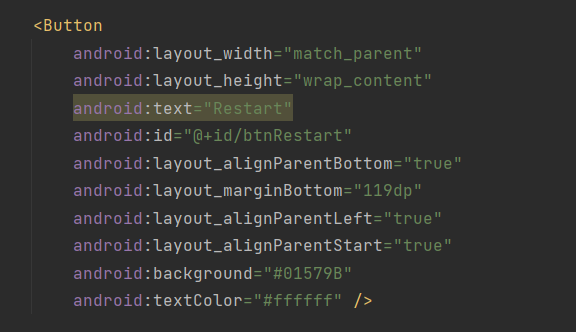 <Button
android:layout_width="match_parent"
android:layout_height="wrap_content"
android:text="Restart"
android:id="@+id/btnRestart"
android:layout_alignParentBottom="true"
android:layout_marginBottom="119dp"
android:layout_alignParentLeft="true"
android:layout_alignParentStart="true"
android:background="#01579B"
android:textColor="#ffffff" />